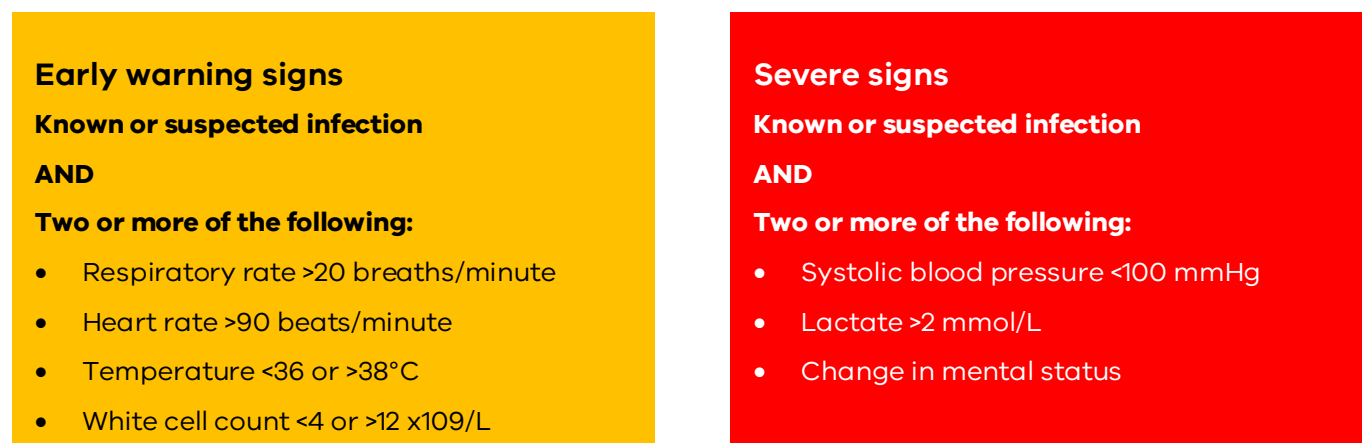 Early warning signs
Known or suspected infection
AND
Two or more of the following:
• Respiratory rate >20 breaths/minute
• Heart rate >90 beats/minute
• Temperature <36 or >38°C
• White cell count <4 or >12 x109/L
Severe signs
Known or suspected infection
AND
Two or more of the following:
• Systolic blood pressure <100 mmHg
• Lactate >2 mmol/L
• Change in mental status